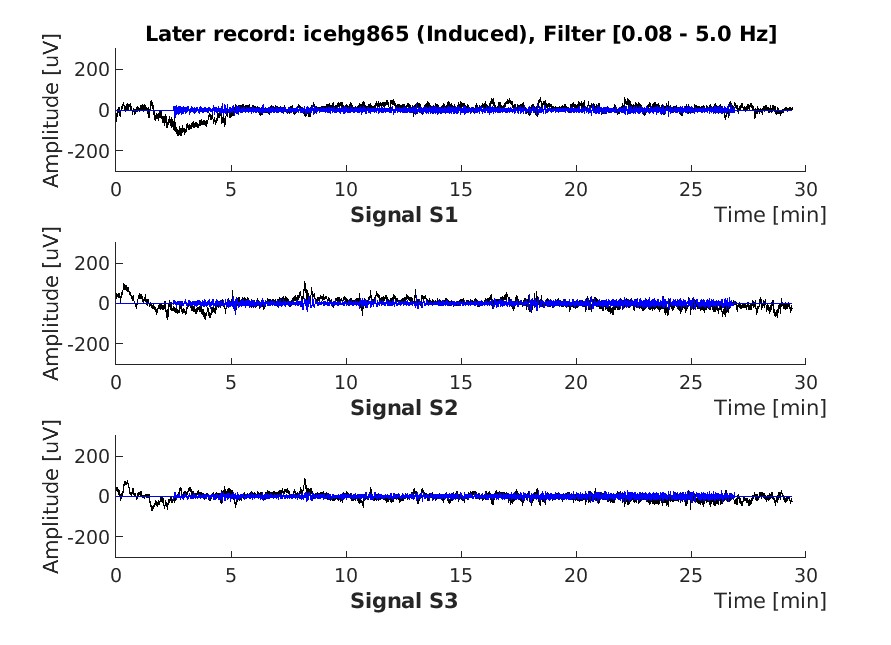 Later record: icehg865 (Induced), Filter [0.08 - 5.0 Hz]
Amplitude [uV]
200
0
-200
0 5 10 15 20 25 30
Signal S1 Time [min]
Amplitude [uV]
200
0
-200
0 5 10 15 20 25 30
Signal S2 Time [min]
Amplitude [uV]
200
0
-200
0 5 10 15 20 25 30
Signal S3 Time [min]